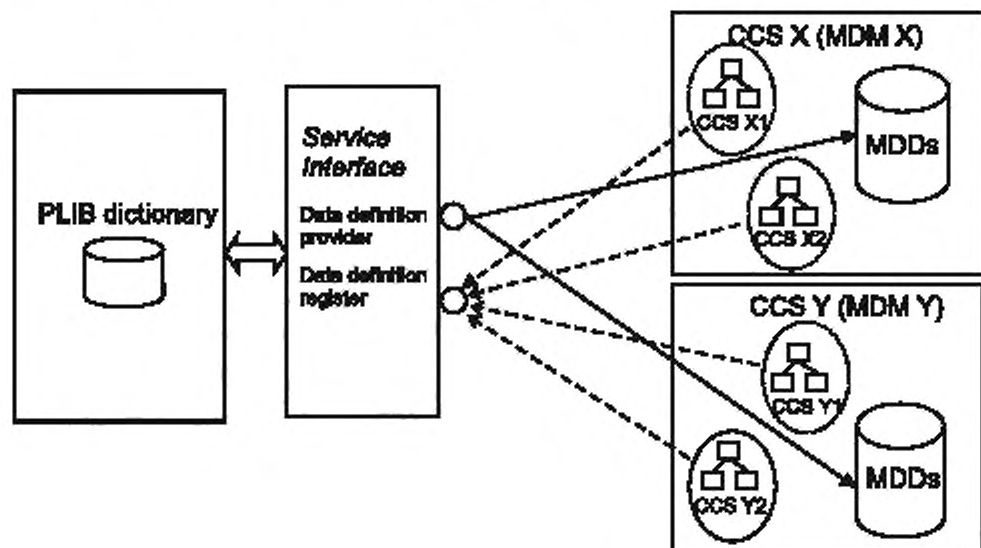 PLIB dictionary
Service
Interface
Data definition
provider
Data definition
register
CCS X (MDM X)
CCS X1
MDDs
CCS X2
CCS Y (MDM Y)
CCS Y1
CCS Y2
MDDs